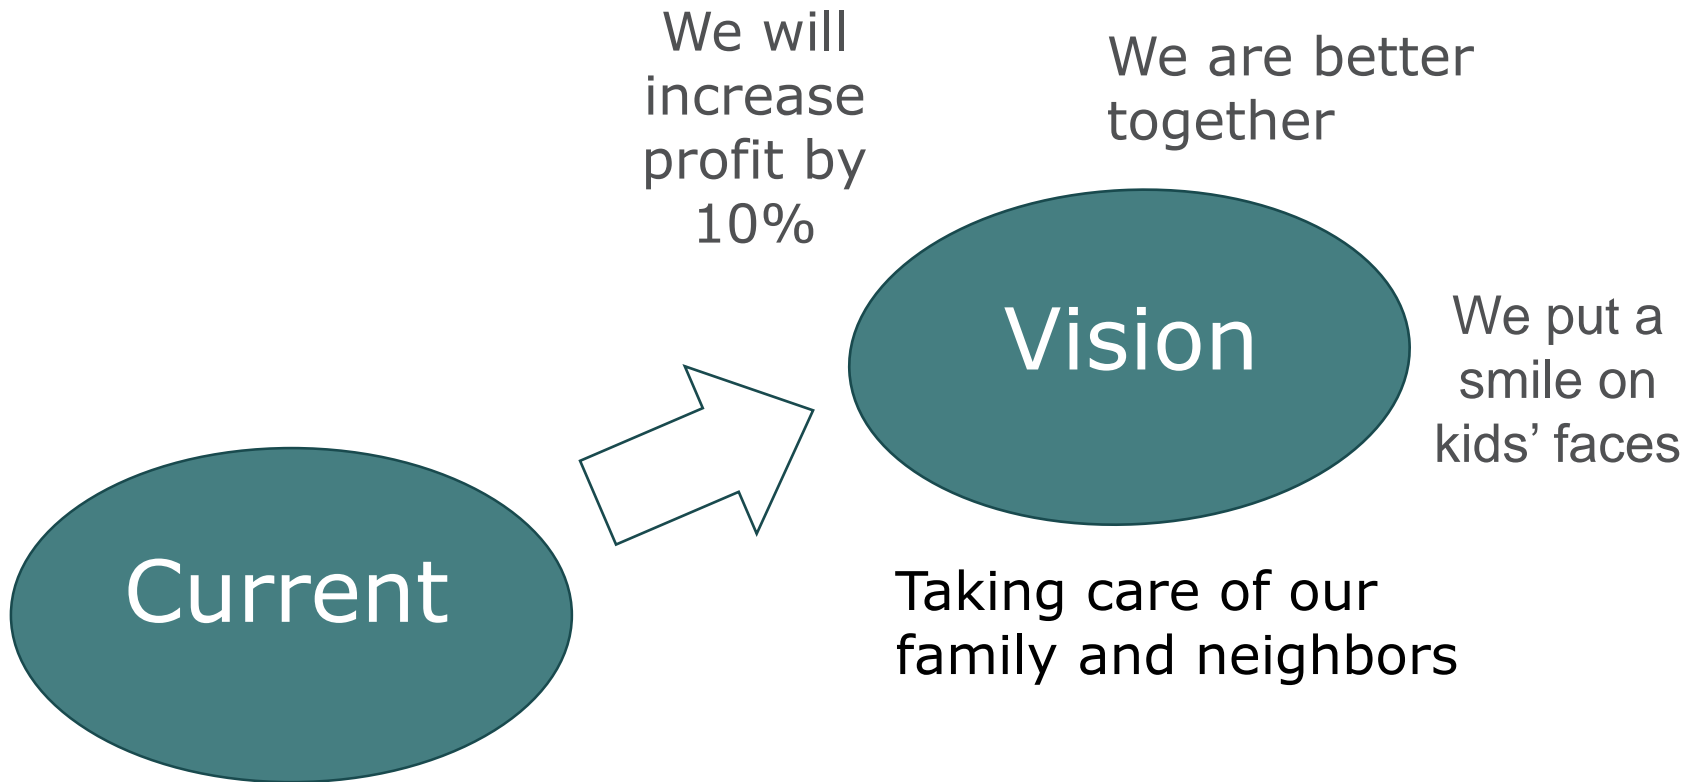 We will
increase
profit by
10%
We are better
together
Vision
We put a
smile on
kids’ faces
Current
Taking care of our
family and neighbors